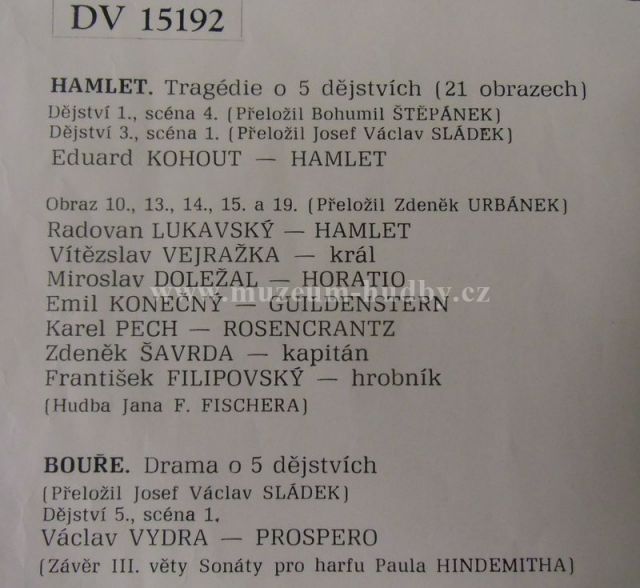 DV 15192
HAMLET. Tragédie o 5 dějstvích (21 obrazech)
Dějství 1., scéna 4. (Přeložil Bohumil ŠTĚPÁNEK)
Dějství 3., scéna 1. (Přeložil Josef Václav SLÁDEK)
Eduard KOHOUT — HAMLET
Obraz 10., 13., 14., 15. a 19. (Přeložil Zdeněk URBÁNEK)
Radovan LUKAVSKÝ — HAMLET
Vítězslav VEJRAŽKA — král
Miroslav DOLEŽAL — HORATIO
www.muzeum-hudby.cz
Emil KONEČNÝ — GUILDENSTERN
Karel PECH — ROSENCRANTZ
Zdeněk ŠAVRDA — kapitán
František FILIPOVSKÝ — hrobník
(Hudba Jana F. FISCHERA)
BOUŘE. Drama o 5 dějstvích
(Přeložil Josef Václav SLÁDEK)
Dějství 5., scéna 1.
Václav VYDRA — PROSPERO
(Závěr III. věty Sonáty pro harfu Paula HINDEMITHA)